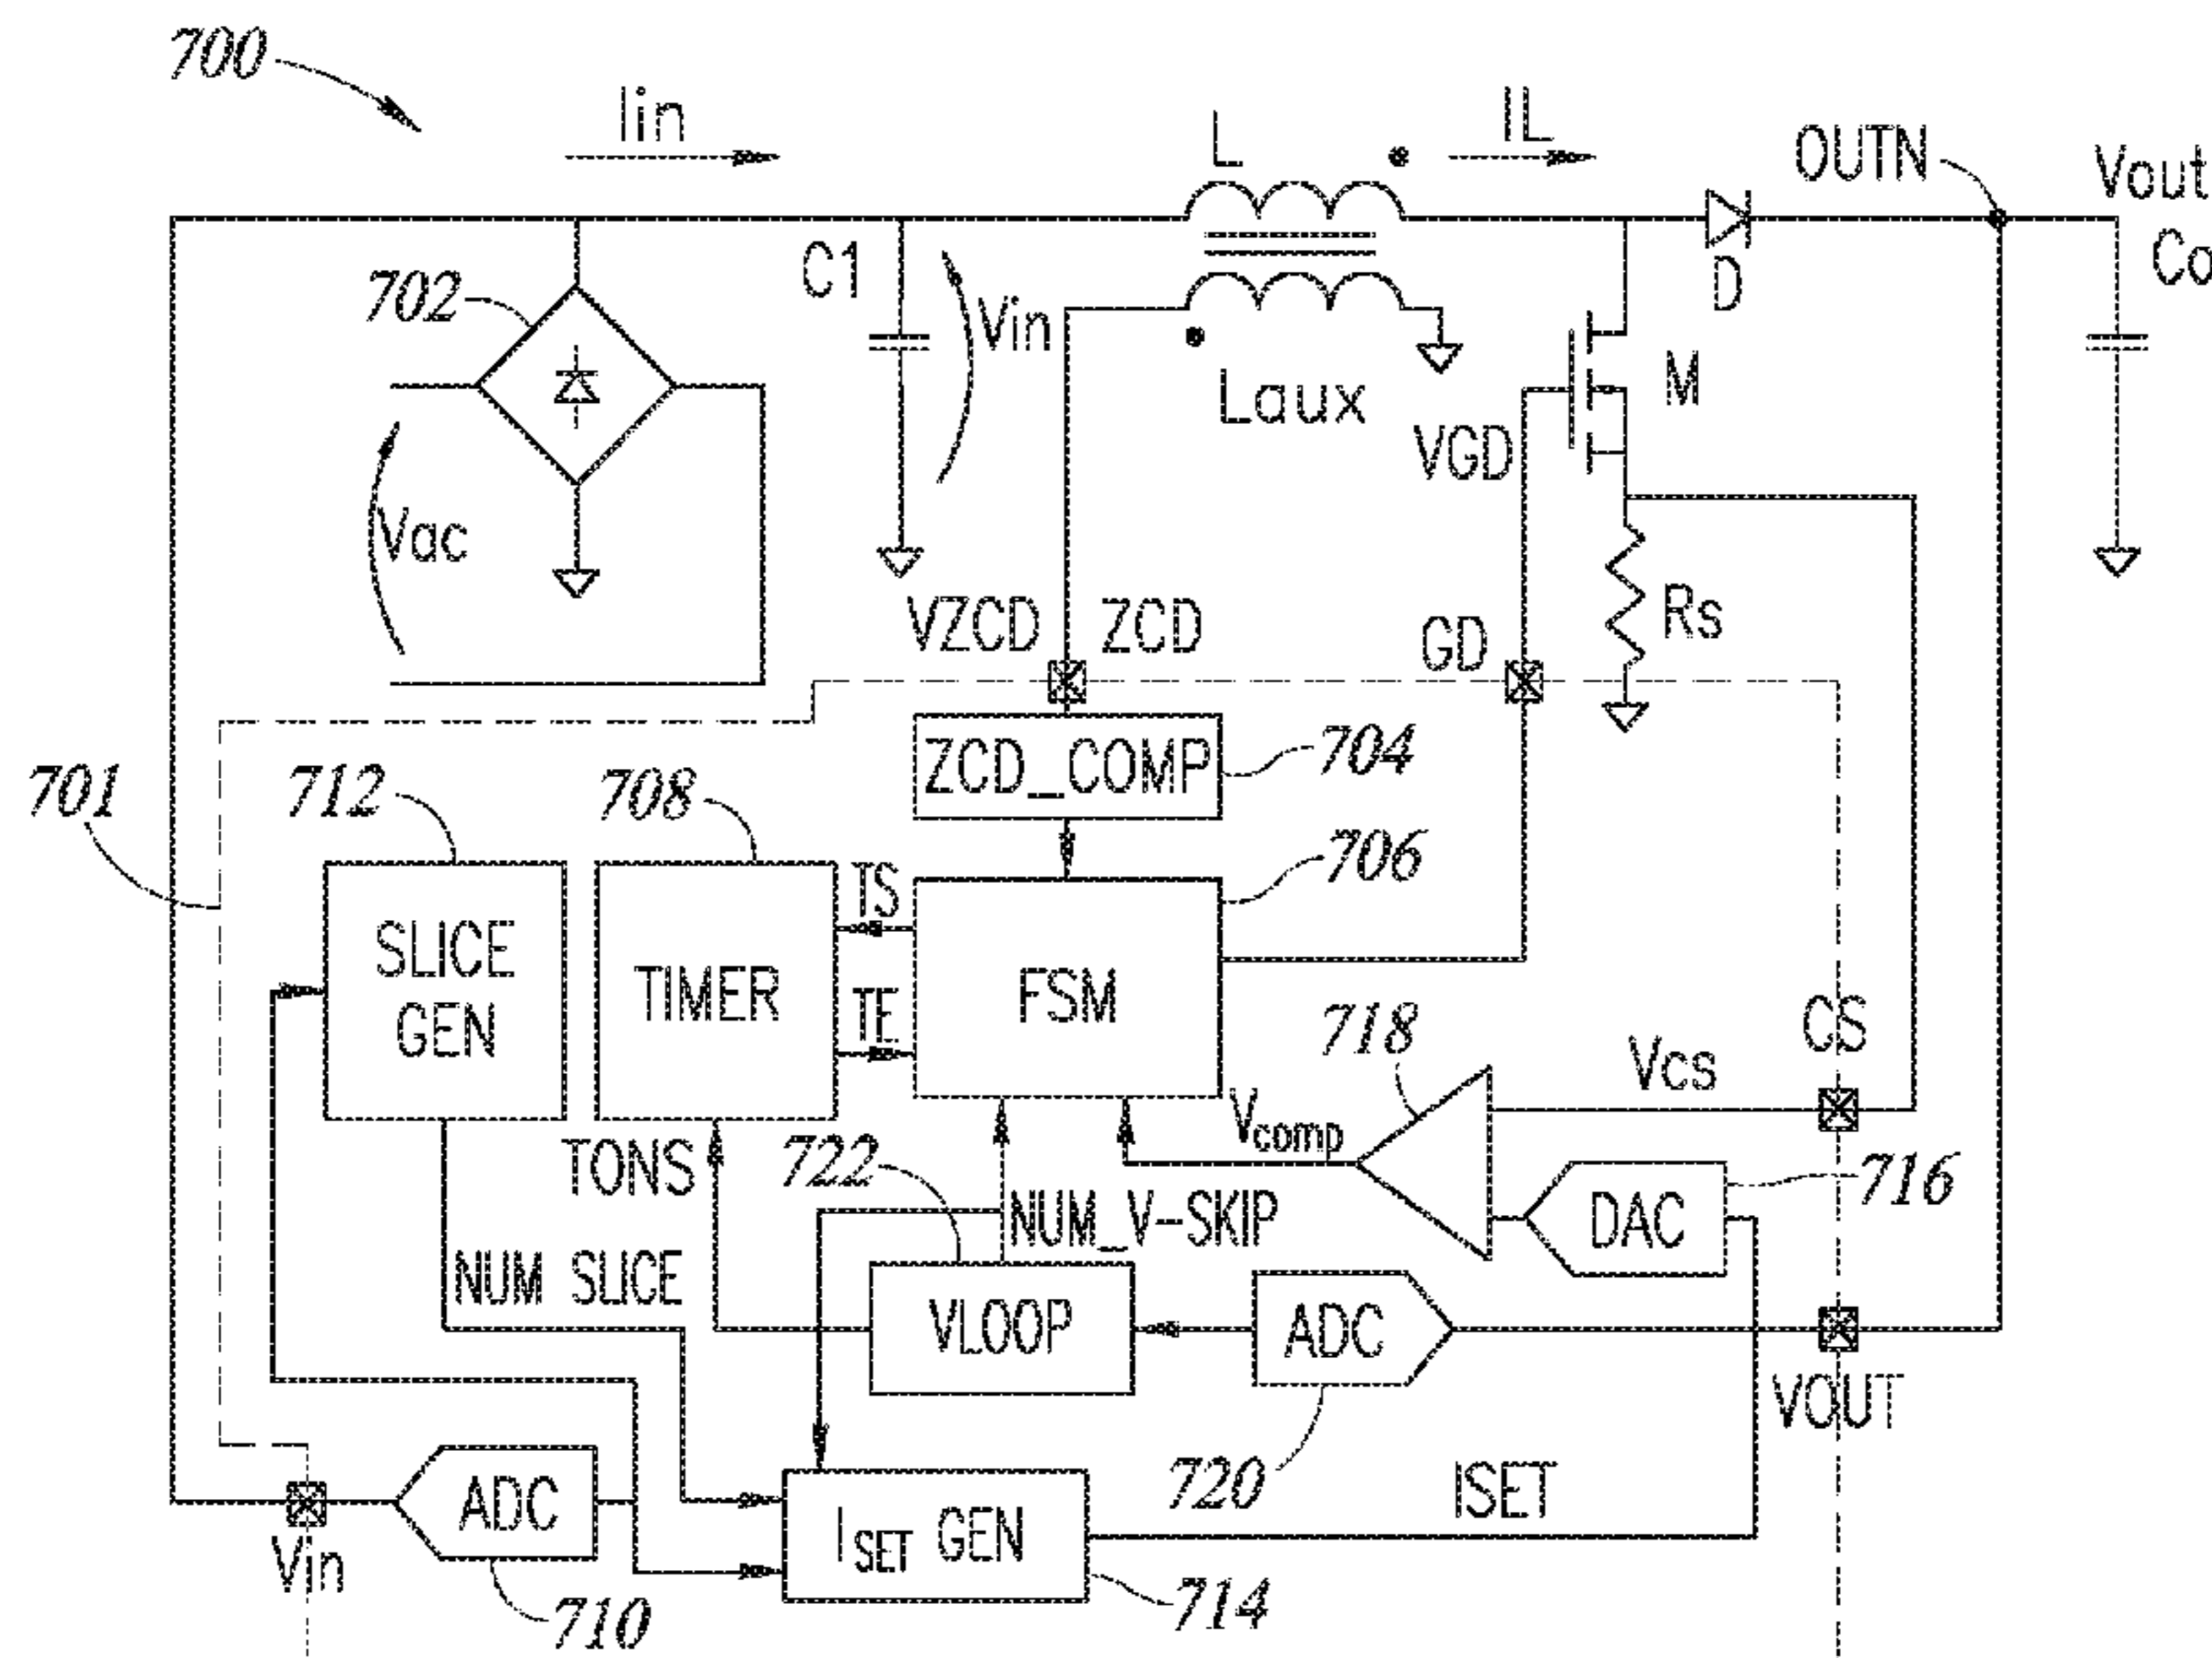 700
Iin
L
IL
OUTN
Vout
Co
702
C1
Vin
D
M
Laux
VGD
Vac
Rs
VZCD
ZCD
GD
701
712
708
ZCD_COMP
704
706
SLICE
GEN
TIMER
TS
TE
FSM
718
CS
Vcs
Vcomp
TONS
722
716
DAC
NUM_V-SKIP
NUM SLICE
VLOOP
ADC
VOUT
720
ISET
ADC
ISET GEN
Vin
710
714